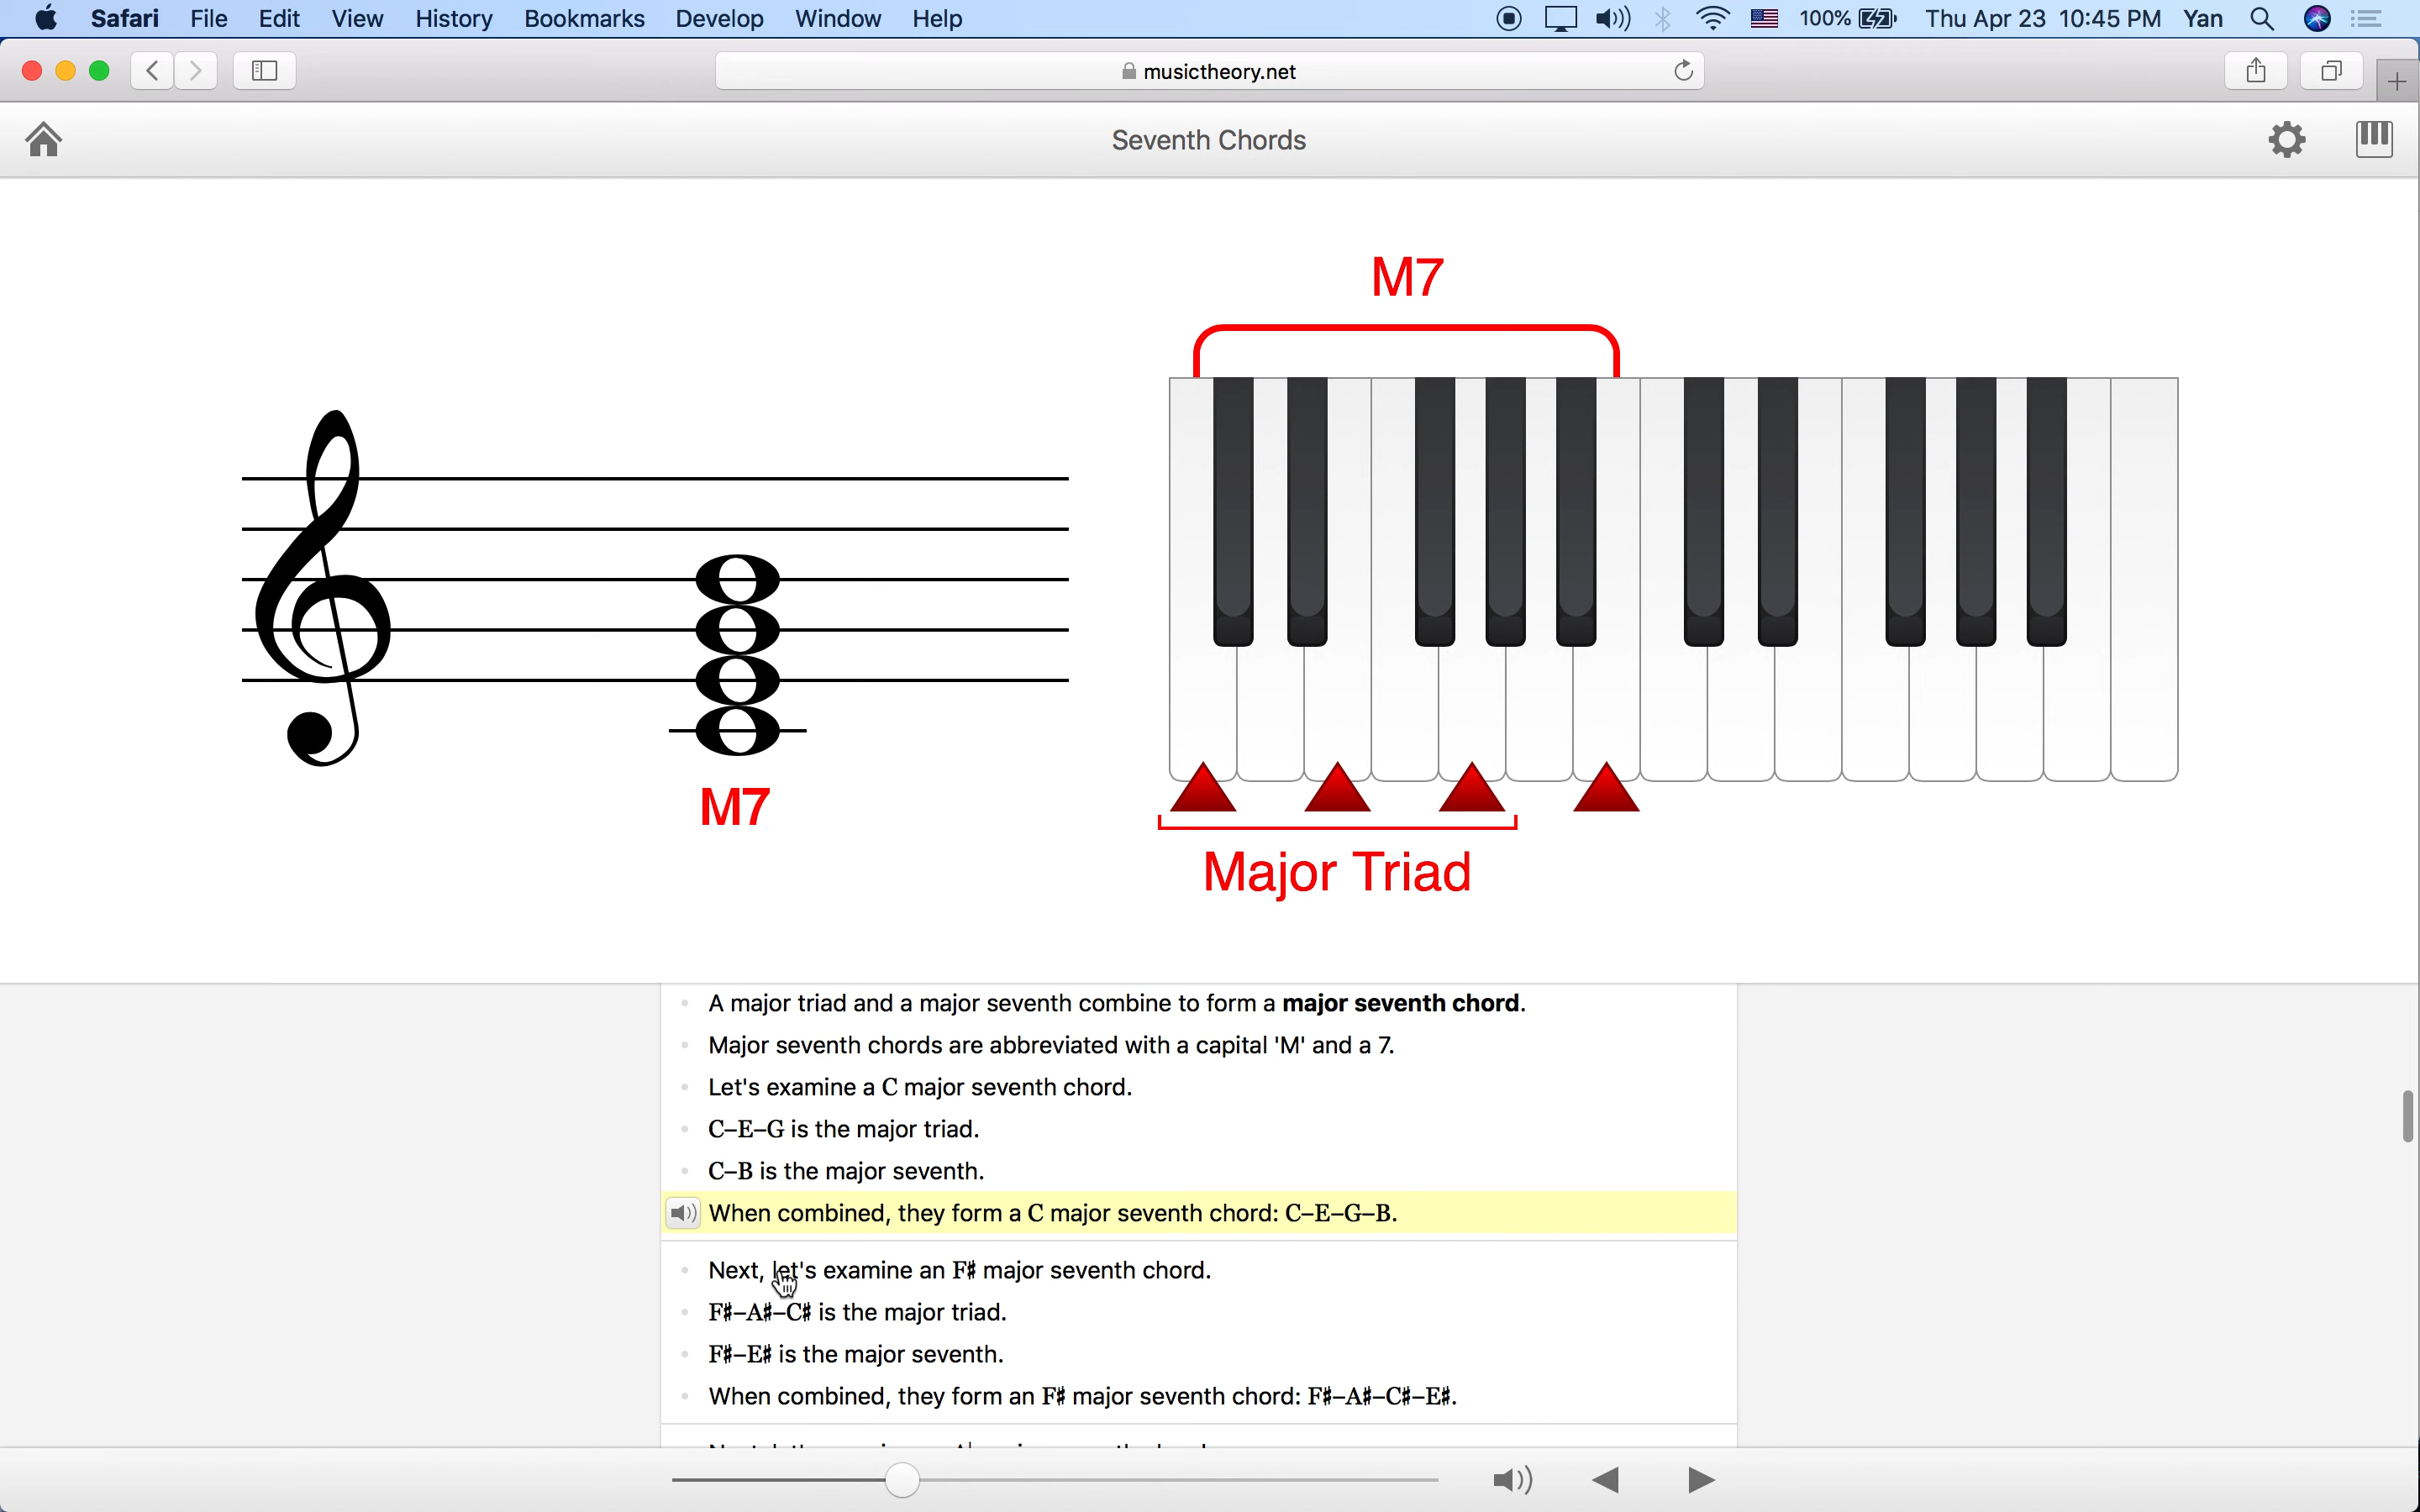 Safari File Edit View History Bookmarks Develop Window Help 100% Thu Apr 23 10:45 PM Yan
musictheory.net
Seventh Chords
M7
M7
Major Triad
A major triad and a major seventh combine to form a major seventh chord.
Major seventh chords are abbreviated with a capital 'M' and a 7.
Let's examine a C major seventh chord.
C–E–G is the major triad.
C–B is the major seventh.
When combined, they form a C major seventh chord: C–E–G–B.
Next, let's examine an F♯ major seventh chord.
F♯–A♯–C♯ is the major triad.
F♯–E♯ is the major seventh.
When combined, they form an F♯ major seventh chord: F♯–A♯–C♯–E♯.